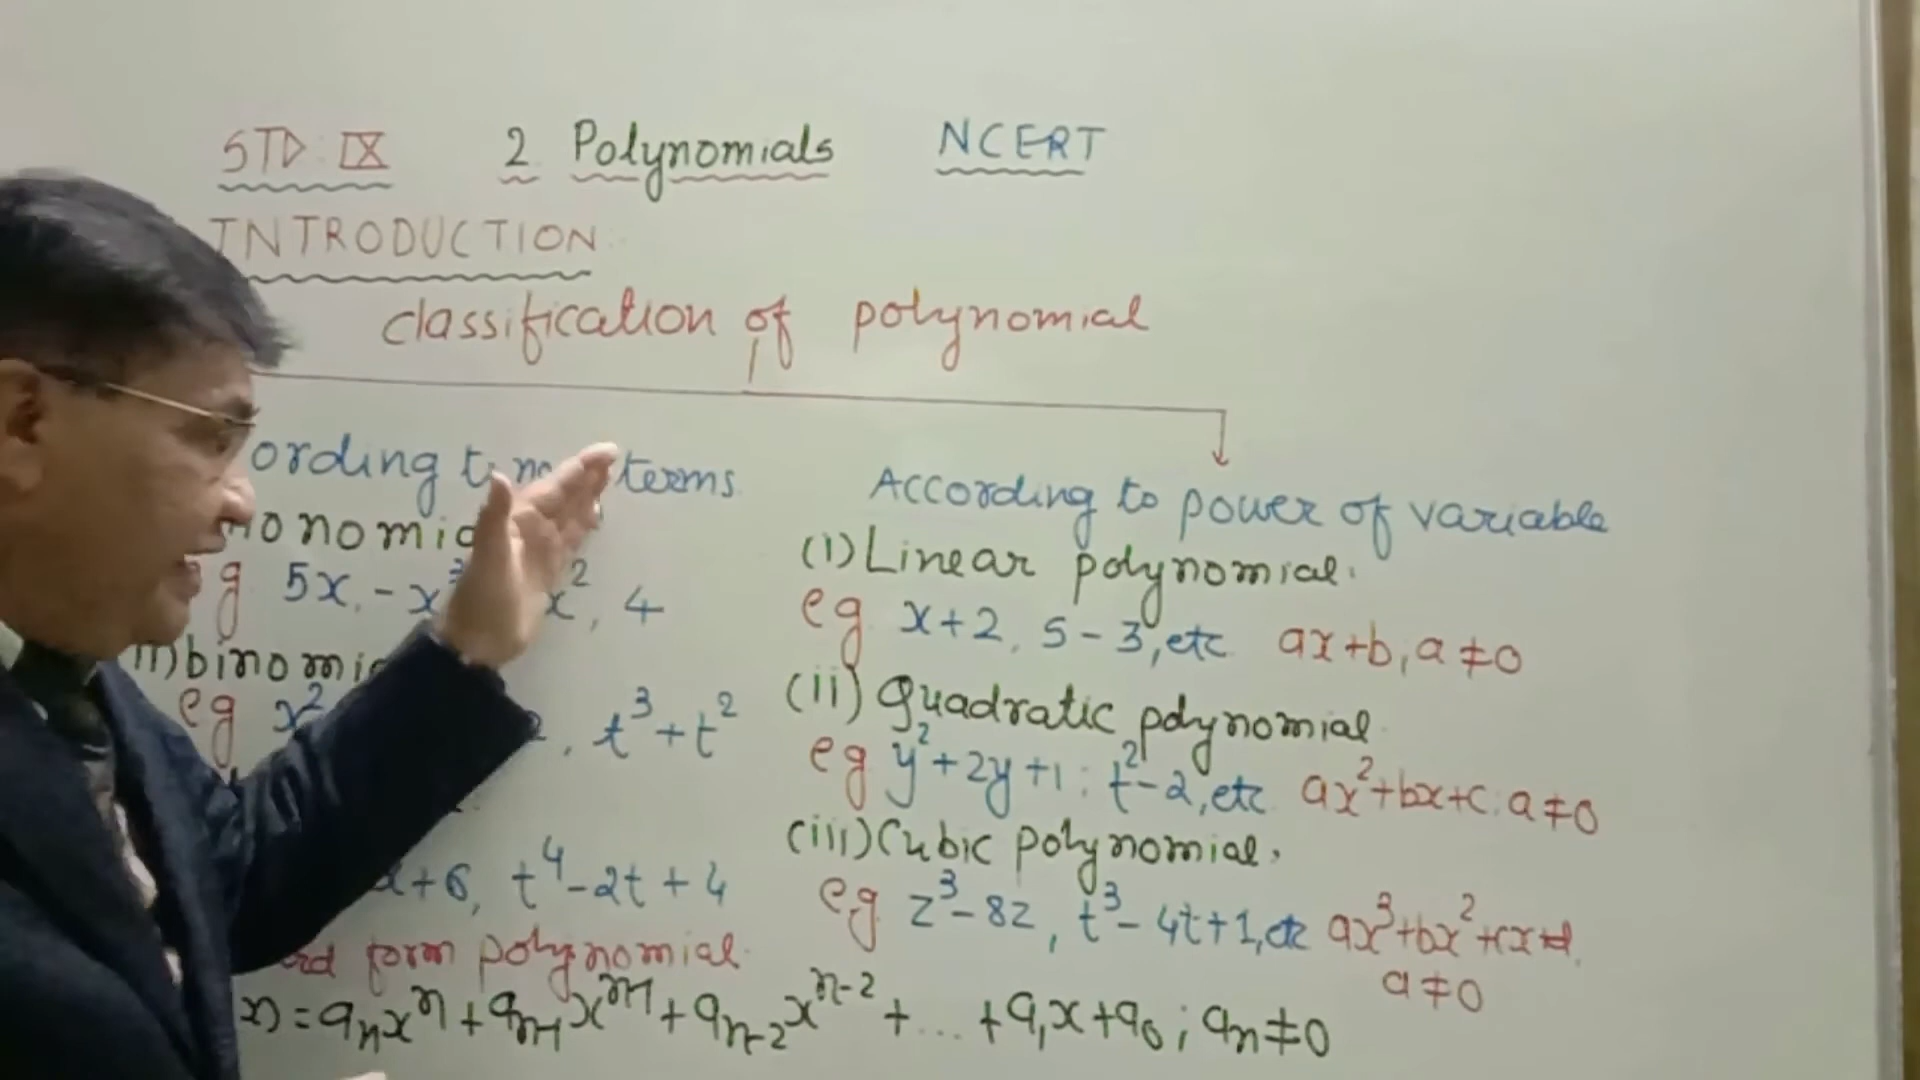 STD IX 2 Polynomials NCERT
INTRODUCTION
classification of polynomial
terms
According to power of variable
eg 5x, -x³ x², 4
(i) Linear polynomial.
eg x+2, 5-3, etc ax+b, a≠0
(ii) quadratic polynomial
eg x² , t³+t²
eg y²+2y+1; t²-2, etc ax²+bx+c; a≠0
(iii) Cubic polynomial,
+6, t⁴-2t+4
eg z³-8z, t³-4t+1, etc ax³+bx²+cx+d.
a≠0
form polynomial.
x) = aₙxⁿ + aₙ₋₁xⁿ⁻¹ + aₙ₋₂xⁿ⁻² + ... + a₁x + a₀ ; aₙ≠0